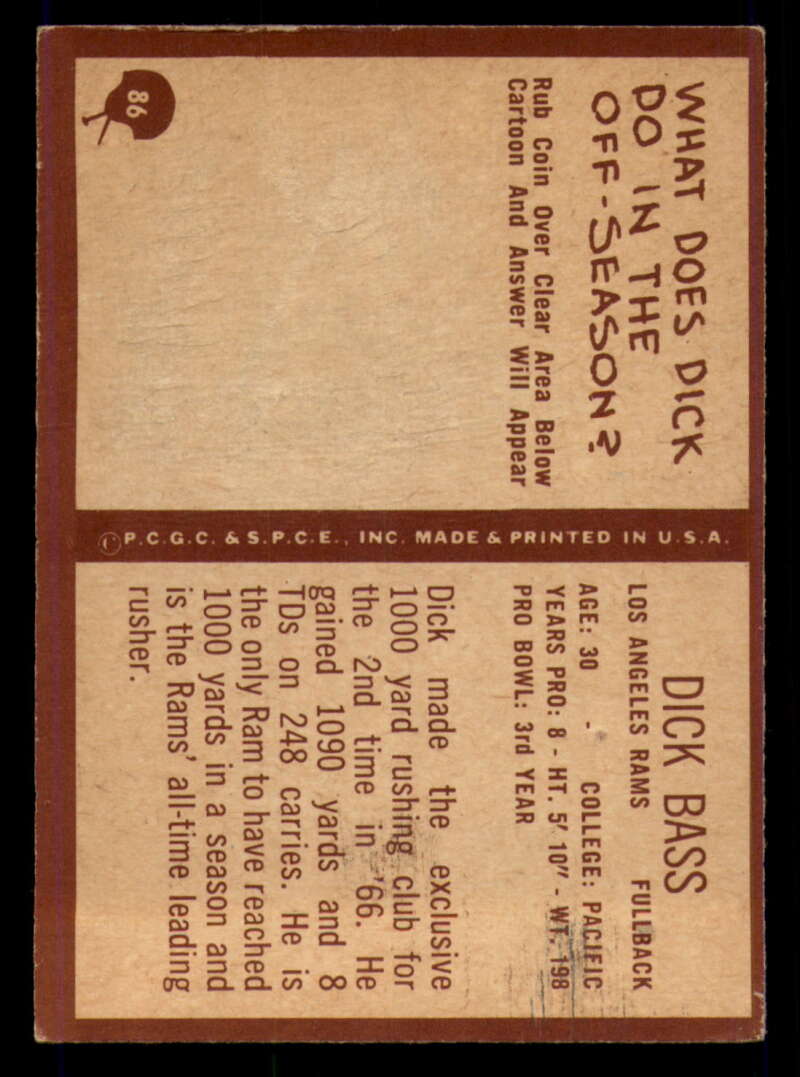 WHAT DOES DICK
DO IN THE
OFF-SEASON?
Rub Coin Over Clear Area Below
Cartoon And Answer Will Appear
86
© P.C.G.C. & S.P.C.E., INC. MADE & PRINTED IN U.S.A.
DICK BASS
LOS ANGELES RAMS FULLBACK
AGE: 30 - COLLEGE: PACIFIC
YEARS PRO: 8 - HT. 5' 10" - WT. 198
PRO BOWL: 3rd YEAR
Dick made the exclusive
1000 yard rushing club for
the 2nd time in '66. He
gained 1090 yards and 8
TDs on 248 carries. He is
the only Ram to have reached
1000 yards in a season and
is the Rams' all-time leading
rusher.